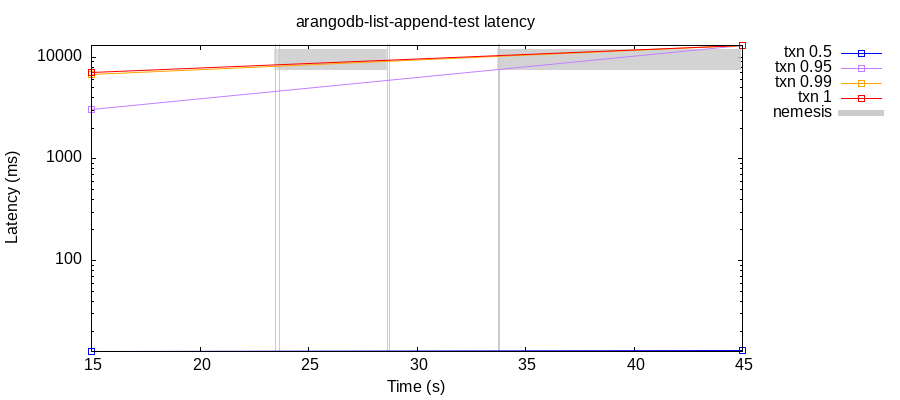 arangodb-list-append-test latency
10000
1000
100
Latency (ms)
15 20 25 30 35 40 45
Time (s)
txn 0.5
txn 0.95
txn 0.99
txn 1
nemesis